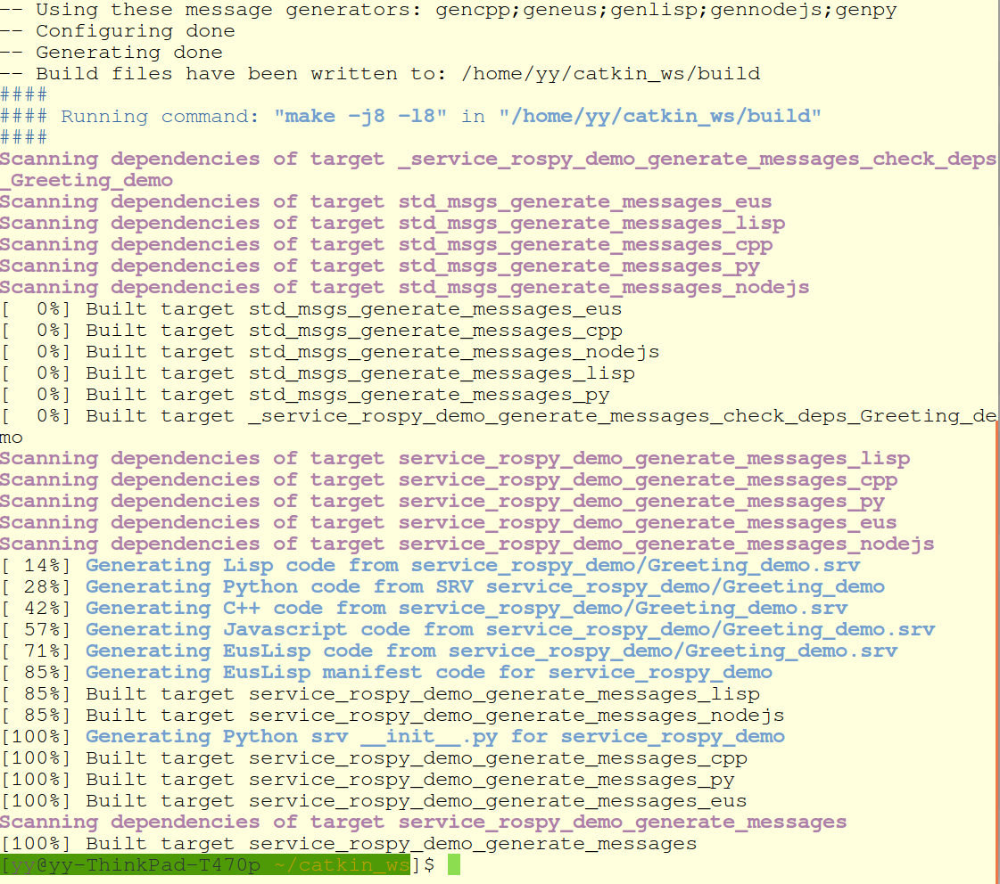 -- Using these message generators: gencpp;geneus;genlisp;gennodejs;genpy
-- Configuring done
-- Generating done
-- Build files have been written to: /home/yy/catkin_ws/build
####
#### Running command: "make -j8 -l8" in "/home/yy/catkin_ws/build"
####
Scanning dependencies of target _service_rospy_demo_generate_messages_check_deps
_Greeting_demo
Scanning dependencies of target std_msgs_generate_messages_eus
Scanning dependencies of target std_msgs_generate_messages_lisp
Scanning dependencies of target std_msgs_generate_messages_cpp
Scanning dependencies of target std_msgs_generate_messages_py
Scanning dependencies of target std_msgs_generate_messages_nodejs
[  0%] Built target std_msgs_generate_messages_eus
[  0%] Built target std_msgs_generate_messages_cpp
[  0%] Built target std_msgs_generate_messages_nodejs
[  0%] Built target std_msgs_generate_messages_lisp
[  0%] Built target std_msgs_generate_messages_py
[  0%] Built target _service_rospy_demo_generate_messages_check_deps_Greeting_de
mo
Scanning dependencies of target service_rospy_demo_generate_messages_lisp
Scanning dependencies of target service_rospy_demo_generate_messages_cpp
Scanning dependencies of target service_rospy_demo_generate_messages_py
Scanning dependencies of target service_rospy_demo_generate_messages_eus
Scanning dependencies of target service_rospy_demo_generate_messages_nodejs
[ 14%] Generating Lisp code from service_rospy_demo/Greeting_demo.srv
[ 28%] Generating Python code from SRV service_rospy_demo/Greeting_demo
[ 42%] Generating C++ code from service_rospy_demo/Greeting_demo.srv
[ 57%] Generating Javascript code from service_rospy_demo/Greeting_demo.srv
[ 71%] Generating EusLisp code from service_rospy_demo/Greeting_demo.srv
[ 85%] Generating EusLisp manifest code for service_rospy_demo
[ 85%] Built target service_rospy_demo_generate_messages_lisp
[ 85%] Built target service_rospy_demo_generate_messages_nodejs
[100%] Generating Python srv __init__.py for service_rospy_demo
[100%] Built target service_rospy_demo_generate_messages_cpp
[100%] Built target service_rospy_demo_generate_messages_py
[100%] Built target service_rospy_demo_generate_messages_eus
Scanning dependencies of target service_rospy_demo_generate_messages
[100%] Built target service_rospy_demo_generate_messages
[yy@yy-ThinkPad-T470p ~/catkin_ws]$